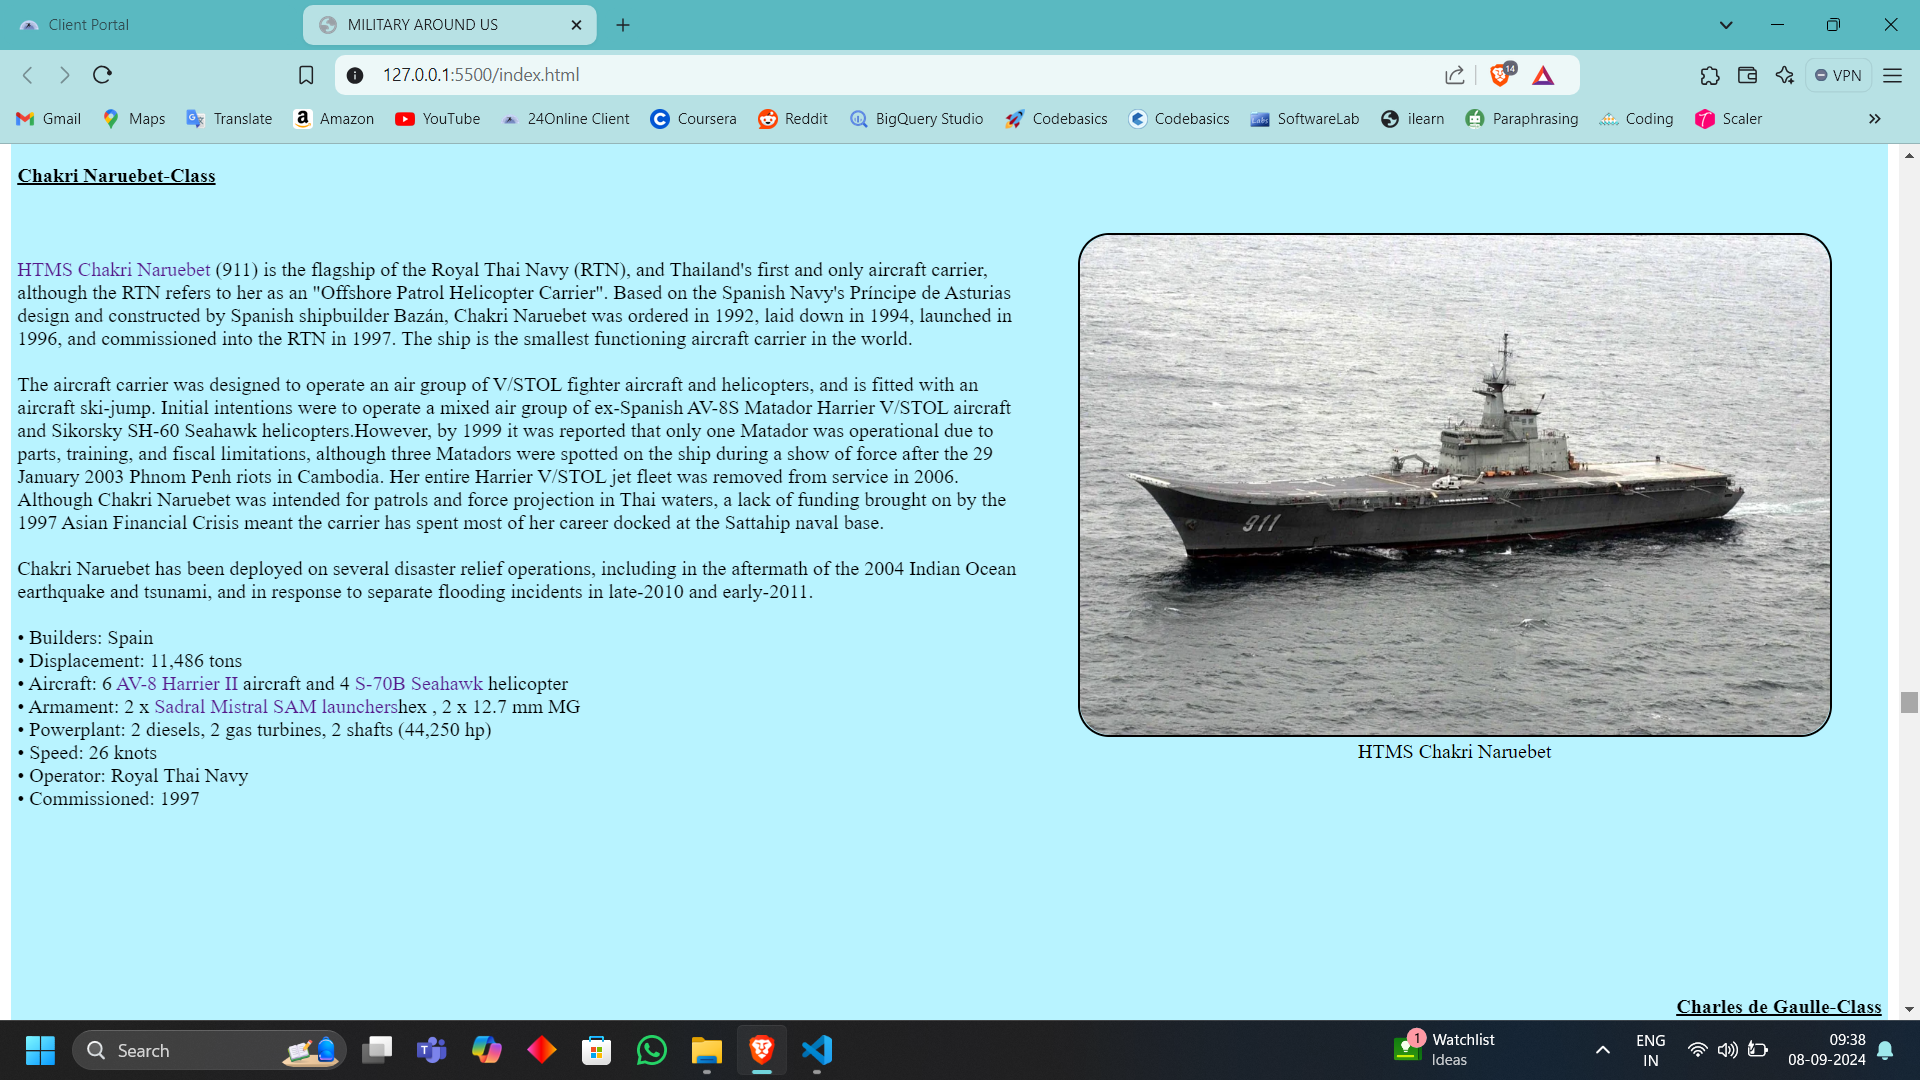 Client Portal
MILITARY AROUND US
127.0.0.1:5500/index.html
14
VPN
Gmail
Maps
Translate
Amazon
YouTube
24Online Client
Coursera
Reddit
BigQuery Studio
Codebasics
Codebasics
SoftwareLab
ilearn
Paraphrasing
Coding
Scaler
Chakri Naruebet-Class
HTMS Chakri Naruebet (911) is the flagship of the Royal Thai Navy (RTN), and Thailand's first and only aircraft carrier,
although the RTN refers to her as an "Offshore Patrol Helicopter Carrier". Based on the Spanish Navy's Príncipe de Asturias
design and constructed by Spanish shipbuilder Bazán, Chakri Naruebet was ordered in 1992, laid down in 1994, launched in
1996, and commissioned into the RTN in 1997. The ship is the smallest functioning aircraft carrier in the world.
The aircraft carrier was designed to operate an air group of V/STOL fighter aircraft and helicopters, and is fitted with an
aircraft ski-jump. Initial intentions were to operate a mixed air group of ex-Spanish AV-8S Matador Harrier V/STOL aircraft
and Sikorsky SH-60 Seahawk helicopters.However, by 1999 it was reported that only one Matador was operational due to
parts, training, and fiscal limitations, although three Matadors were spotted on the ship during a show of force after the 29
January 2003 Phnom Penh riots in Cambodia. Her entire Harrier V/STOL jet fleet was removed from service in 2006.
Although Chakri Naruebet was intended for patrols and force projection in Thai waters, a lack of funding brought on by the
1997 Asian Financial Crisis meant the carrier has spent most of her career docked at the Sattahip naval base.
Chakri Naruebet has been deployed on several disaster relief operations, including in the aftermath of the 2004 Indian Ocean
earthquake and tsunami, and in response to separate flooding incidents in late-2010 and early-2011.
• Builders: Spain
• Displacement: 11,486 tons
• Aircraft: 6 AV-8 Harrier II aircraft and 4 S-70B Seahawk helicopter
• Armament: 2 x Sadral Mistral SAM launchershex , 2 x 12.7 mm MG
• Powerplant: 2 diesels, 2 gas turbines, 2 shafts (44,250 hp)
• Speed: 26 knots
• Operator: Royal Thai Navy
• Commissioned: 1997
911
HTMS Chakri Naruebet
Charles de Gaulle-Class
Search
1
Watchlist
Ideas
ENG
IN
09:38
08-09-2024